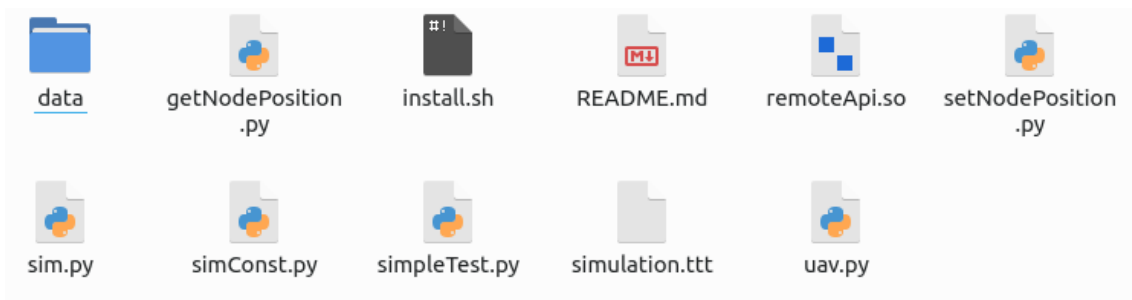 #!
M↓
data
getNodePosition
.py
install.sh
README.md
remoteApi.so
setNodePosition
.py
sim.py
simConst.py
simpleTest.py
simulation.ttt
uav.py